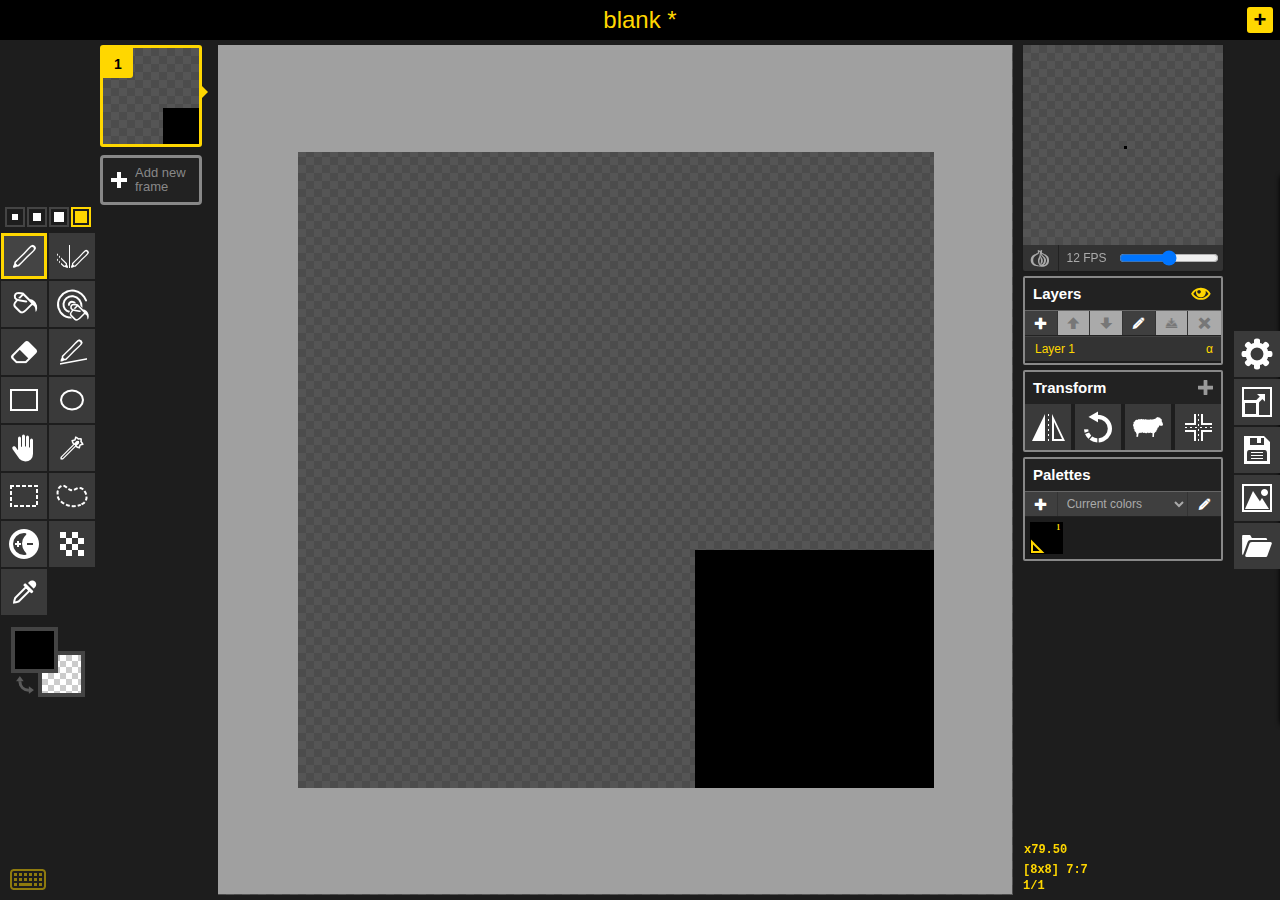 blank *
1
Add new
frame
12 FPS
Layers
Layer 1
α
Transform
Palettes
Current colors
1
x79.50
[8x8] 7:7
1/1